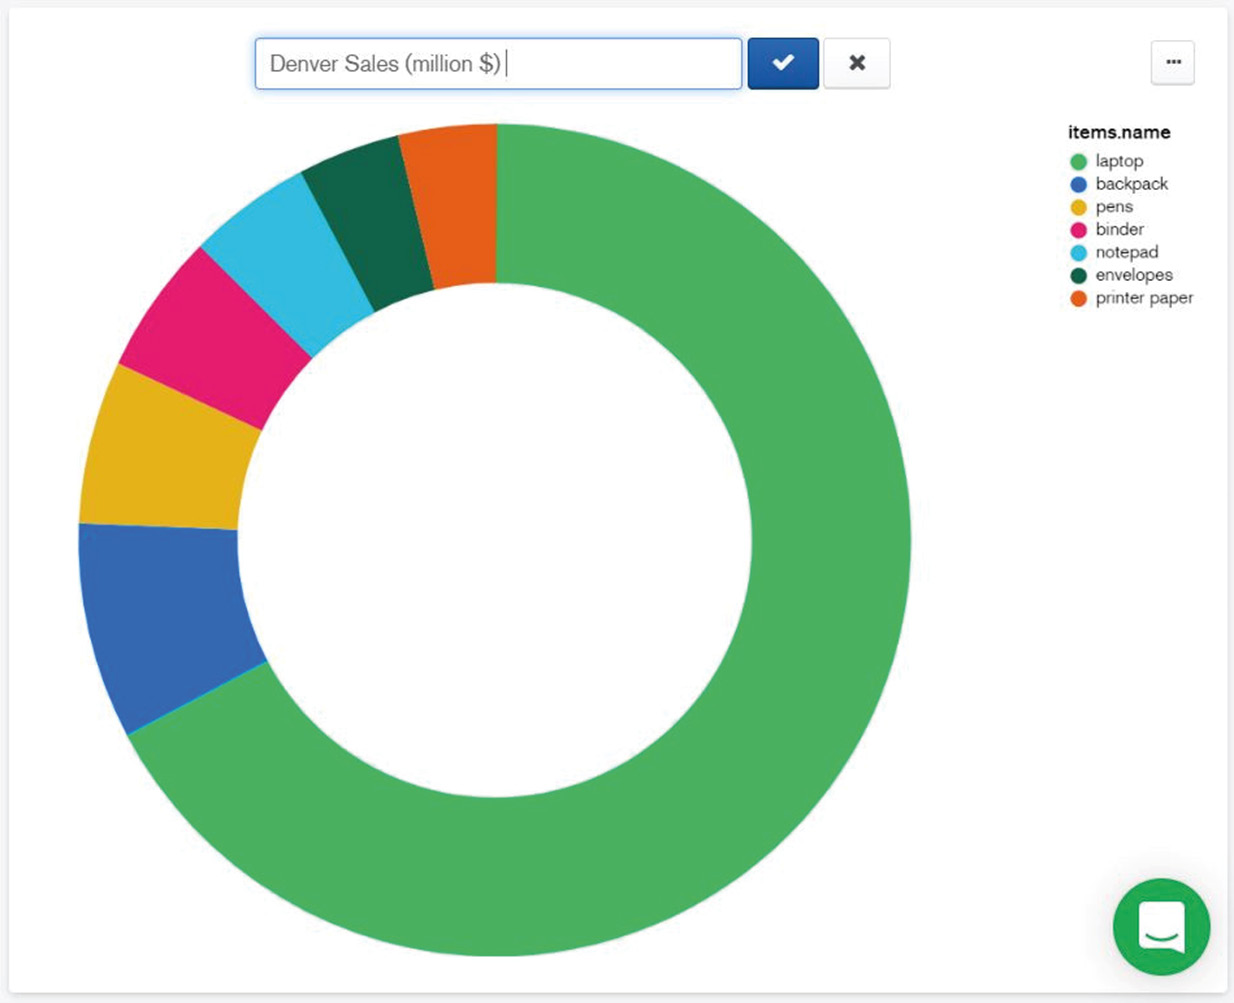 Denver Sales (million $)
items.name
laptop
backpack
pens
binder
notepad
envelopes
printer paper